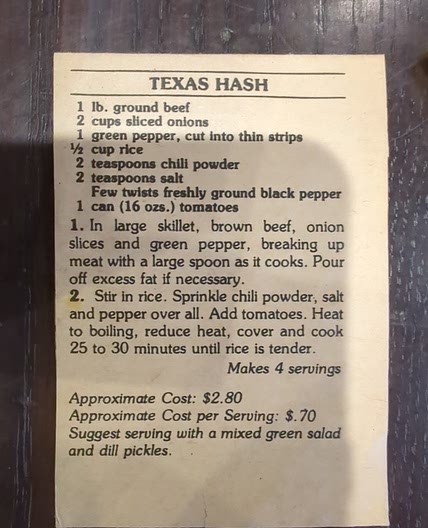 TEXAS HASH
1 lb. ground beef
2 cups sliced onions
1 green pepper, cut into thin strips
½ cup rice
2 teaspoons chili powder
2 teaspoons salt
Few twists freshly ground black pepper
1 can (16 ozs.) tomatoes
1. In large skillet, brown beef, onion
slices and green pepper, breaking up
meat with a large spoon as it cooks. Pour
off excess fat if necessary.
2. Stir in rice. Sprinkle chili powder, salt
and pepper over all. Add tomatoes. Heat
to boiling, reduce heat, cover and cook
25 to 30 minutes until rice is tender.
Makes 4 servings
Approximate Cost: $2.80
Approximate Cost per Serving: $.70
Suggest serving with a mixed green salad
and dill pickles.